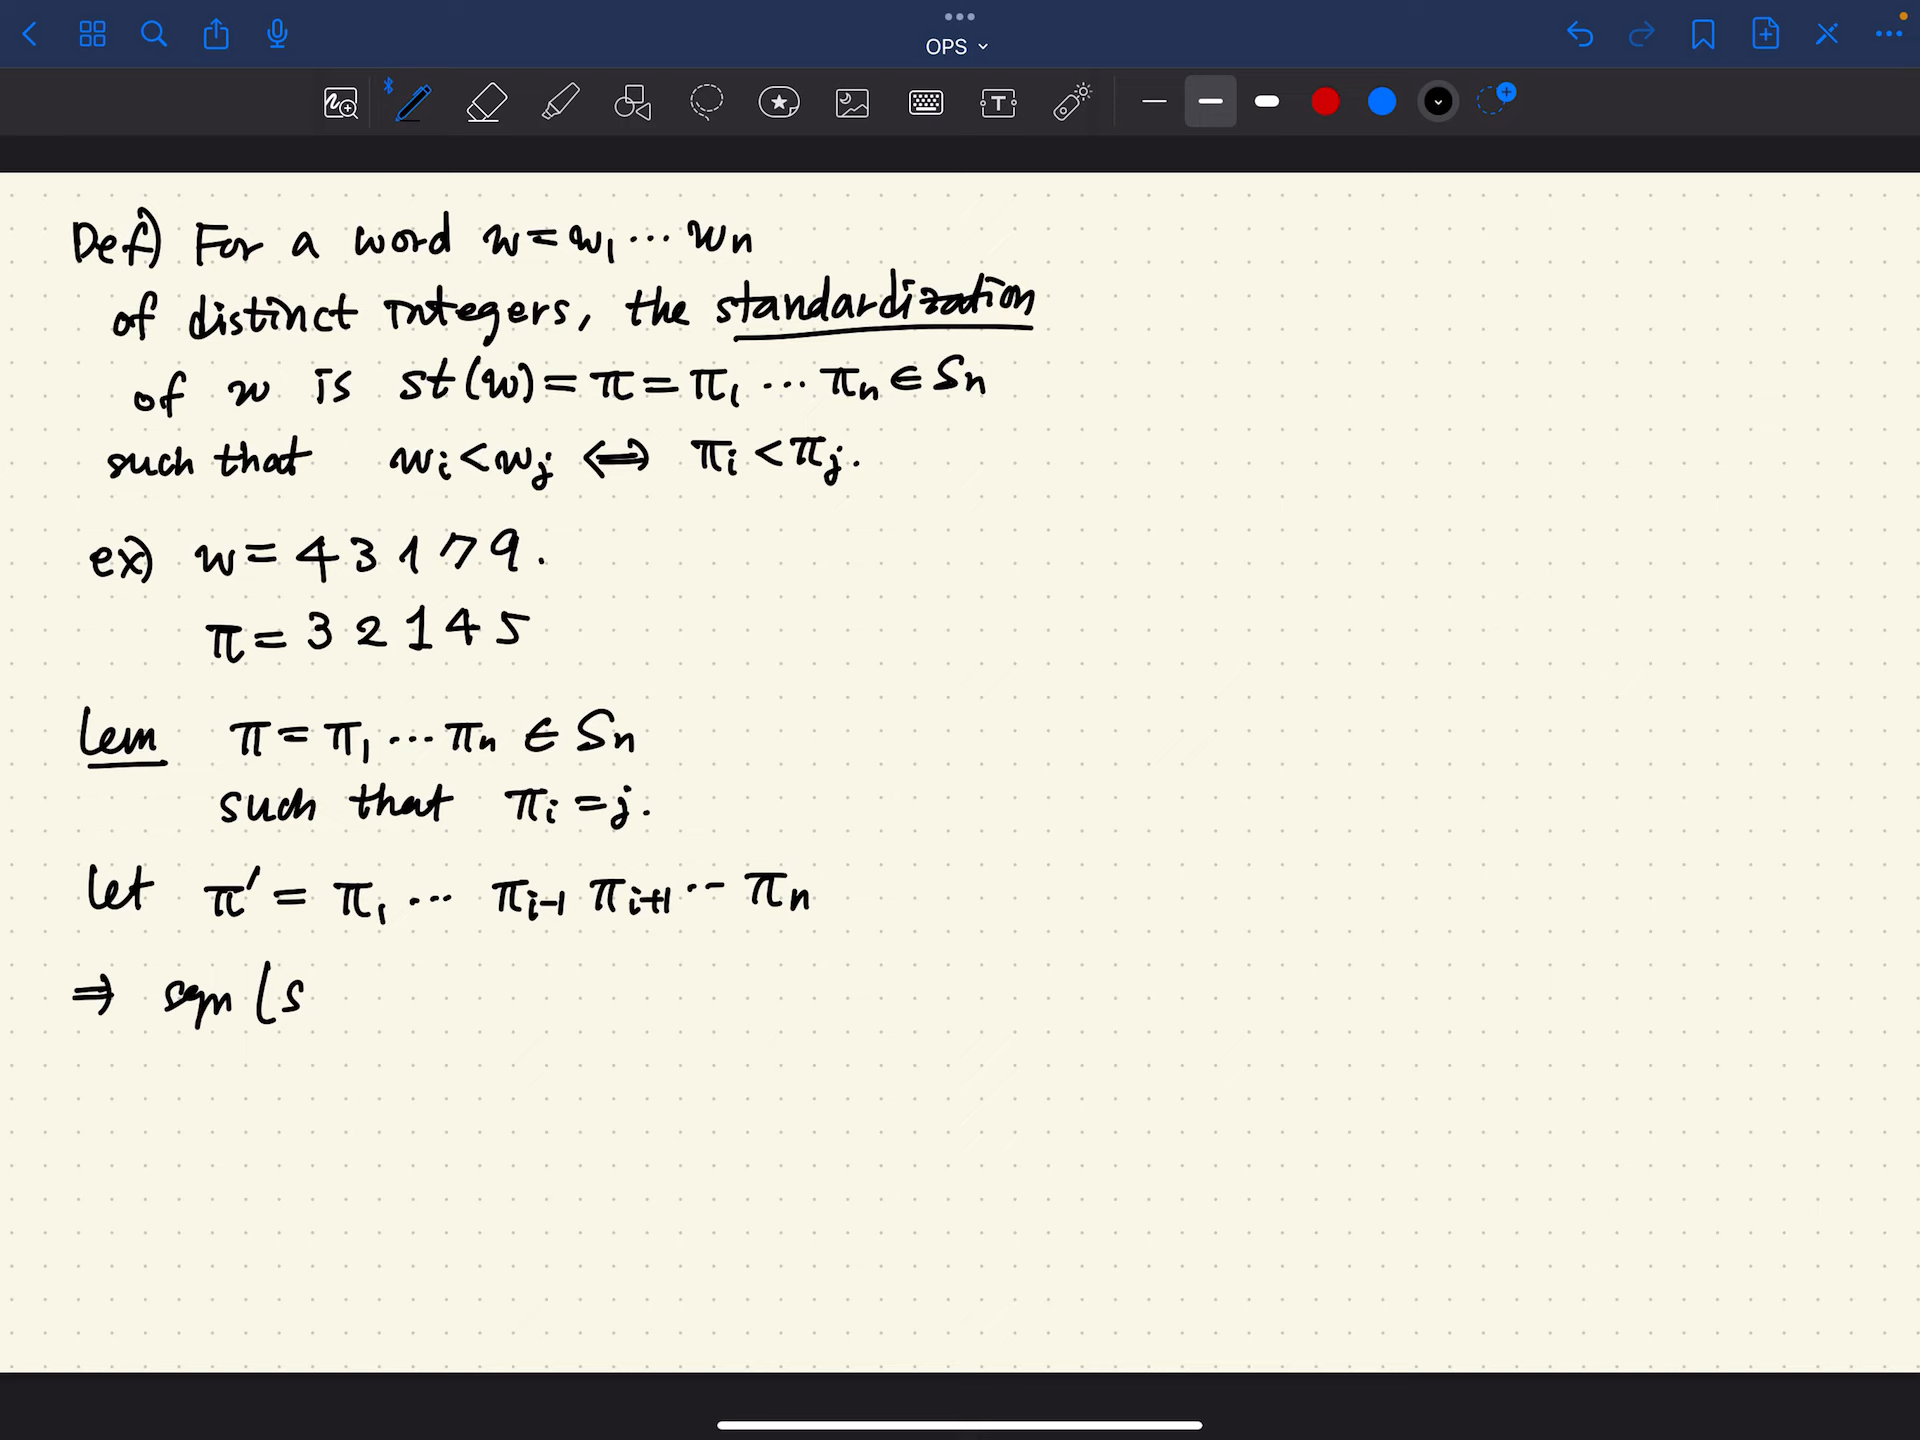 OPS
Def) For a word w = w₁ ⋯ wₙ
of distinct integers, the standardization
of w is st(w) = π = π₁ ⋯ πₙ ∈ Sₙ
such that wᵢ < wⱼ ⟺ πᵢ < πⱼ.
ex) w = 4 3 1 7 9 .
π = 3 2 1 4 5
Lem π = π₁ ⋯ πₙ ∈ Sₙ
such that πᵢ = j.
let π' = π₁ ⋯ πᵢ₋₁ πᵢ₊₁ ⋯ πₙ
⇒ sgn (s